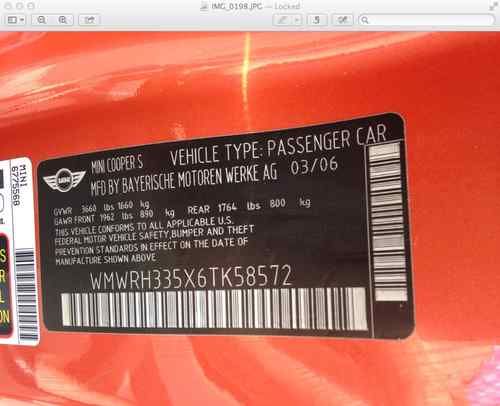 IMG_0198.JPG — Locked
MINI COOPER S VEHICLE TYPE: PASSENGER CAR
MFD BY BAYERISCHE MOTOREN WERKE AG 03/06
GVWR 3660 lbs 1660 kg
GAWR FRONT 1962 lbs 890 kg REAR 1764 lbs 800 kg
THIS VEHICLE CONFORMS TO ALL APPLICABLE U.S.
FEDERAL MOTOR VEHICLE SAFETY,BUMPER AND THEFT
PREVENTION STANDARDS IN EFFECT ON THE DATE OF
MANUFACTURE SHOWN ABOVE
WMWRH335X6TK58572
MINI
6775568